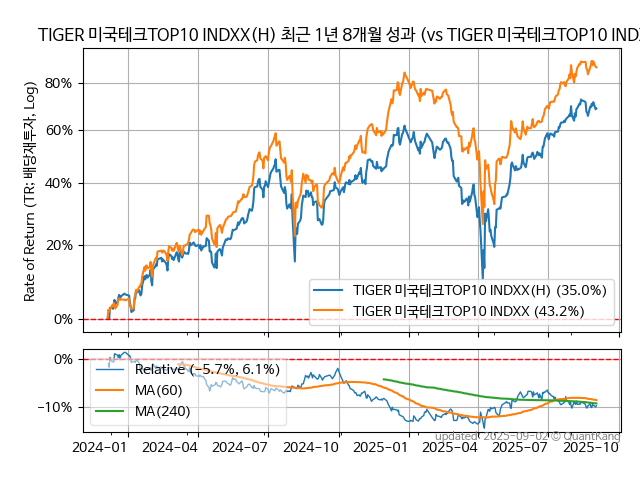 TIGER 미국테크TOP10 INDXX(H) 최근 1년 8개월 성과 (vs TIGER 미국테크TOP10 INDX
Rate of Return (TR: 배당재투자, Log)
80%
60%
40%
20%
0%
TIGER 미국테크TOP10 INDXX(H) (35.0%)
TIGER 미국테크TOP10 INDXX (43.2%)
0%
−10%
Relative (−5.7%, 6.1%)
MA(60)
MA(240)
updated: 2025-09-02 © QuantKang
2024-01 2024-04 2024-07 2024-10 2025-01 2025-04 2025-07 2025-10